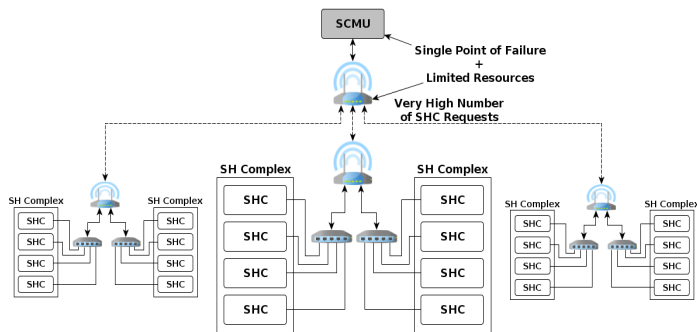 SCMU
Single Point of Failure
+
Limited Resources
Very High Number
of SHC Requests
SH Complex
SHC
SHC
SHC
SHC
SH Complex
SHC
SHC
SHC
SHC
SH Complex
SHC
SHC
SHC
SHC
SH Complex
SHC
SHC
SHC
SHC
SH Complex
SHC
SHC
SHC
SHC
SH Complex
SHC
SHC
SHC
SHC